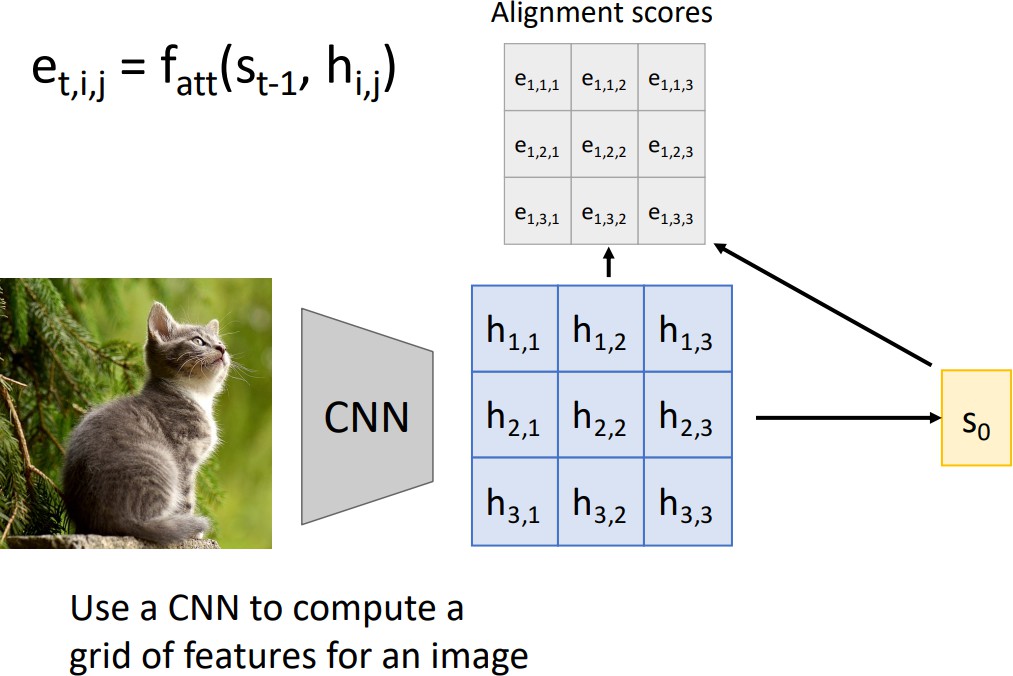 Alignment scores
e_{t,i,j} = f_{att}(s_{t-1}, h_{i,j})
e_{1,1,1} e_{1,1,2} e_{1,1,3}
e_{1,2,1} e_{1,2,2} e_{1,2,3}
e_{1,3,1} e_{1,3,2} e_{1,3,3}
CNN
h_{1,1} h_{1,2} h_{1,3}
h_{2,1} h_{2,2} h_{2,3}
h_{3,1} h_{3,2} h_{3,3}
s_0
Use a CNN to compute a
grid of features for an image